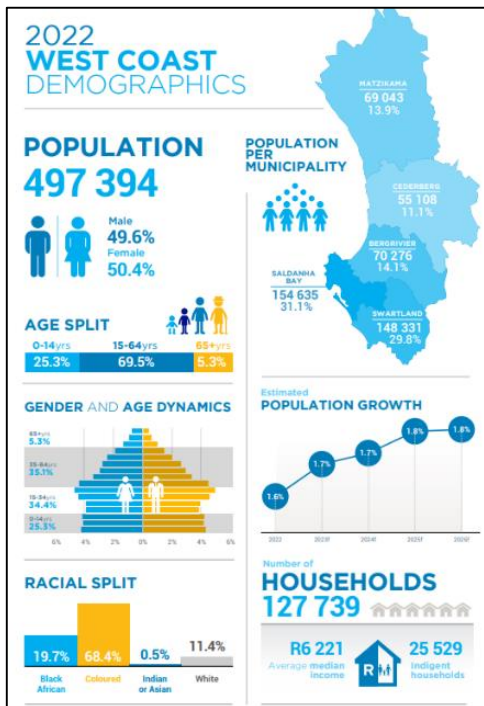 2022
WEST COAST
DEMOGRAPHICS
POPULATION
497 394
Male
49.6%
Female
50.4%
AGE SPLIT
0-14yrs 15-64yrs 65+yrs
25.3% 69.5% 5.3%
GENDER AND AGE DYNAMICS
65+yrs
5.3%
35-64yrs
35.1%
15-34yrs
34.4%
0-14yrs
25.3%
6% 4% 2% 0% 2% 4% 6%
RACIAL SPLIT
19.7% 68.4% 0.5% 11.4%
Black
African
Coloured
Indian
or Asian
White
POPULATION
PER
MUNICIPALITY
MATZIKAMA
69 043
13.9%
CEDERBERG
55 108
11.1%
BERGRIVIER
70 276
14.1%
SALDANHA
BAY
154 635
31.1%
SWARTLAND
148 331
29.8%
Estimated
POPULATION GROWTH
1.6% 1.7% 1.7% 1.8% 1.8%
2022 2023f 2024f 2025f 2026f
Number of
HOUSEHOLDS
127 739
R6 221
Average median
income
R
25 529
Indigent
households